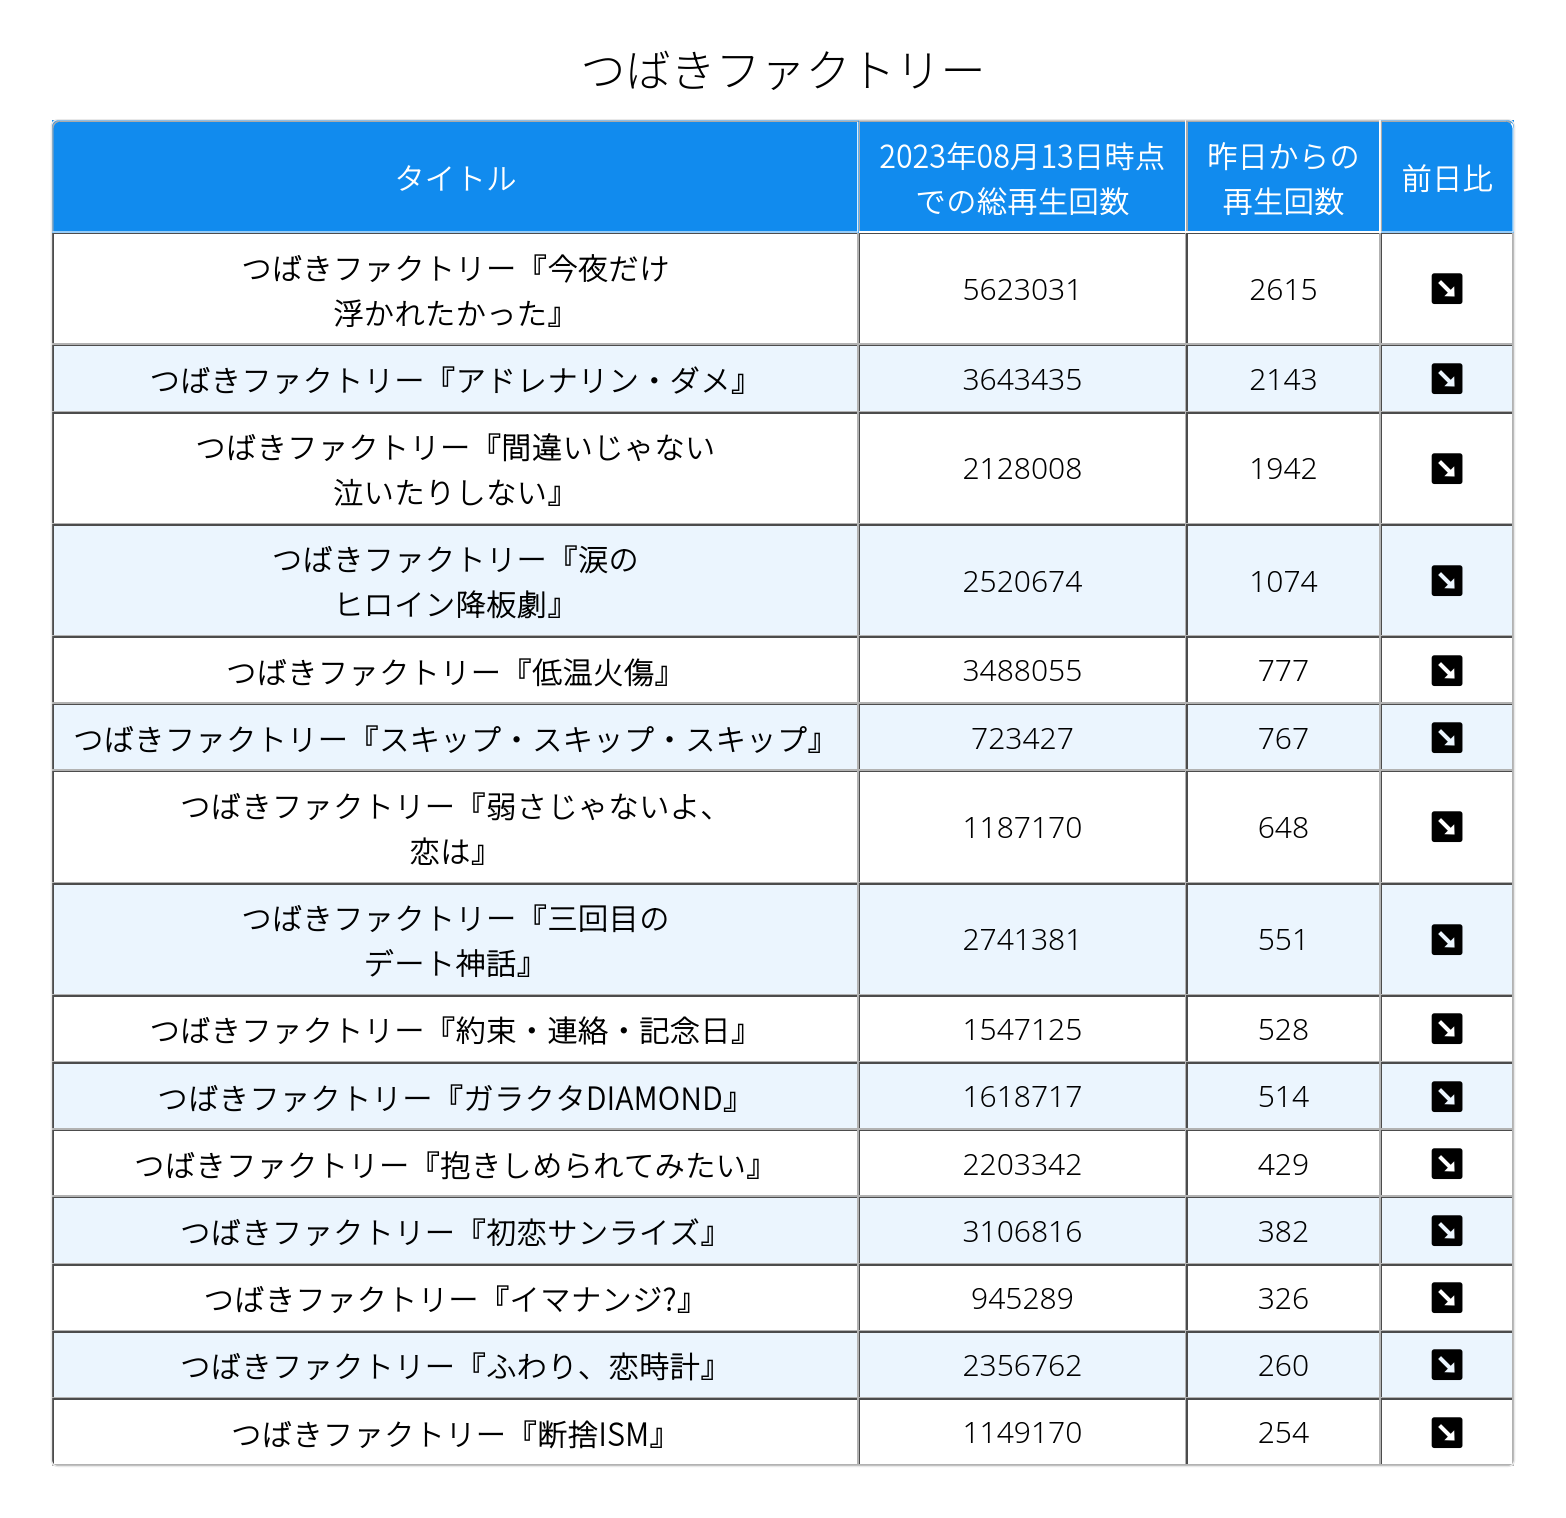 つばきファクトリー
タイトル
2023年08月13日時点
での総再生回数
昨日からの
再生回数
前日比
つばきファクトリー『今夜だけ
浮かれたかった』
5623031
2615
つばきファクトリー『アドレナリン・ダメ』
3643435
2143
つばきファクトリー『間違いじゃない
泣いたりしない』
2128008
1942
つばきファクトリー『涙の
ヒロイン降板劇』
2520674
1074
つばきファクトリー『低温火傷』
3488055
777
つばきファクトリー『スキップ・スキップ・スキップ』
723427
767
つばきファクトリー『弱さじゃないよ、
恋は』
1187170
648
つばきファクトリー『三回目の
デート神話』
2741381
551
つばきファクトリー『約束・連絡・記念日』
1547125
528
つばきファクトリー『ガラクタDIAMOND』
1618717
514
つばきファクトリー『抱きしめられてみたい』
2203342
429
つばきファクトリー『初恋サンライズ』
3106816
382
つばきファクトリー『イマナンジ?』
945289
326
つばきファクトリー『ふわり、恋時計』
2356762
260
つばきファクトリー『断捨ISM』
1149170
254